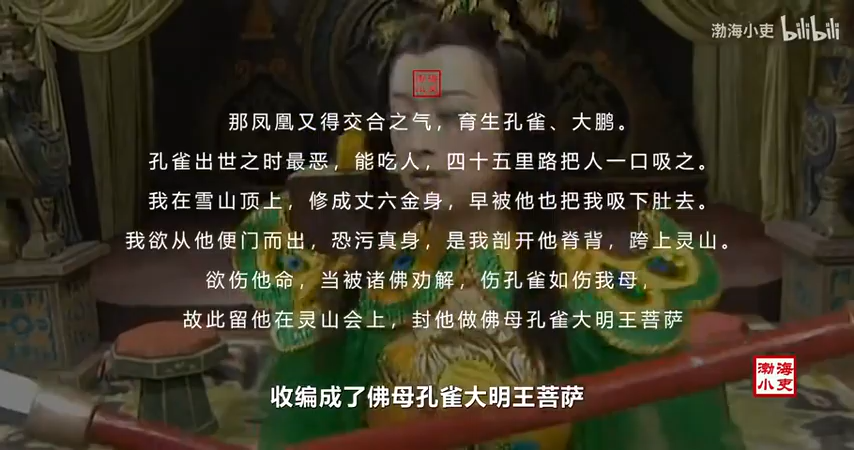 渤海小吏 bilibili
渤海
小吏
那凤凰又得交合之气，育生孔雀、大鹏。
孔雀出世之时最恶，能吃人，四十五里路把人一口吸之。
我在雪山顶上，修成丈六金身，早被他也把我吸下肚去。
我欲从他便门而出，恐污真身，是我剖开他脊背，跨上灵山。
欲伤他命，当被诸佛劝解，伤孔雀如伤我母，
故此留他在灵山会上，封他做佛母孔雀大明王菩萨
渤海
小吏
收编成了佛母孔雀大明王菩萨